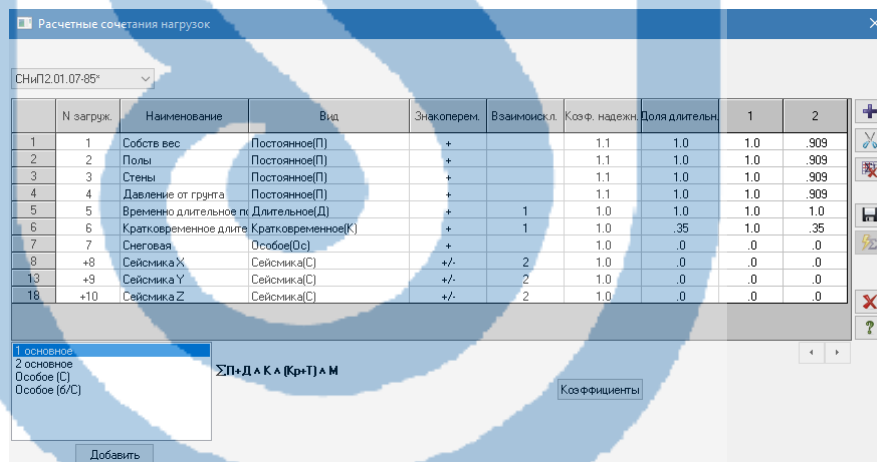 Расчетные сочетания нагрузок
СНиП2.01.07-85*
N загруж. Наименование Вид Знакоперем. Взаимоискл. Коэф. надежн. Доля длительн. 1 2
1 1 Собств вес Постоянное(П) + 1.1 1.0 1.0 .909
2 2 Полы Постоянное(П) + 1.1 1.0 1.0 .909
3 3 Стены Постоянное(П) + 1.1 1.0 1.0 .909
4 4 Давление от грунта Постоянное(П) + 1.1 1.0 1.0 .909
5 5 Временно длительное по Длительное(Д) + 1 1.0 1.0 1.0 1.0
6 6 Кратковременное длите Кратковременное(К) + 1 1.0 .35 1.0 .35
7 7 Снеговая Особое(Ос) + 1.0 .0 .0 .0
8 +8 Сейсмика X Сейсмика(С) +/- 2 1.0 .0 .0 .0
13 +9 Сейсмика Y Сейсмика(С) +/- 2 1.0 .0 .0 .0
18 +10 Сейсмика Z Сейсмика(С) +/- 2 1.0 .0 .0 .0
1 основное
2 основное
Особое (С)
Особое (б/С)
∑П+Д ∧ К ∧ (Кр+Т) ∧ М
Коэффициенты
Добавить